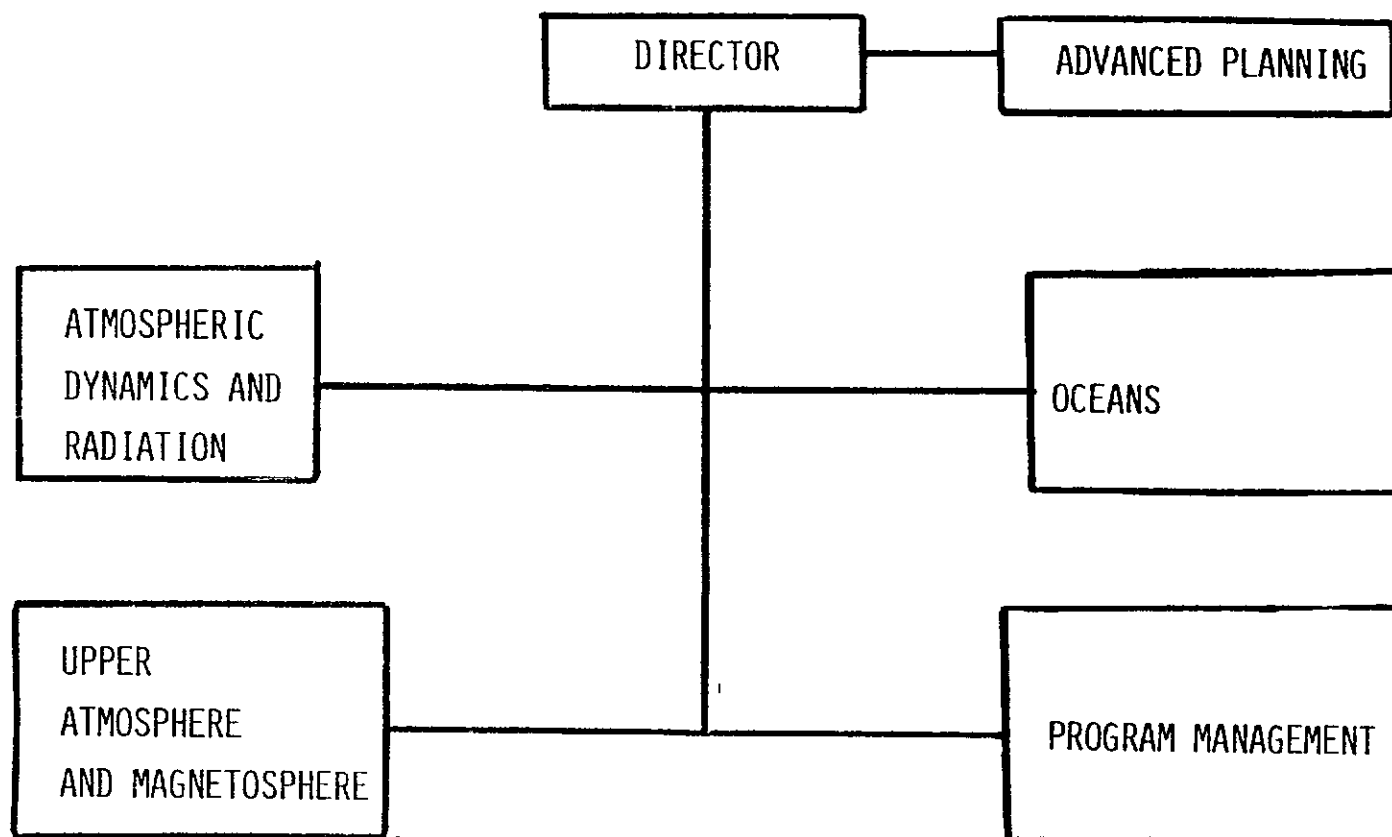 DIRECTOR
ADVANCED PLANNING
ATMOSPHERIC
DYNAMICS AND
RADIATION
OCEANS
UPPER
ATMOSPHERE
AND MAGNETOSPHERE
PROGRAM MANAGEMENT